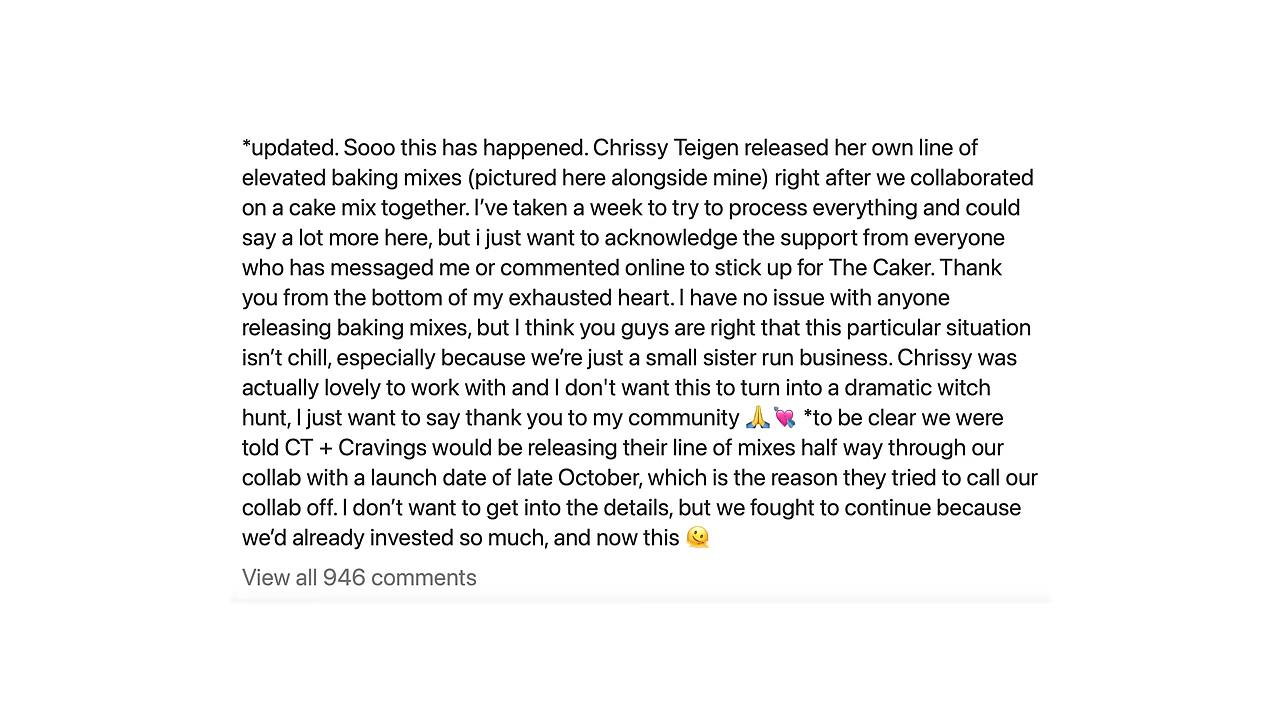 *updated. Sooo this has happened. Chrissy Teigen released her own line of
elevated baking mixes (pictured here alongside mine) right after we collaborated
on a cake mix together. I’ve taken a week to try to process everything and could
say a lot more here, but i just want to acknowledge the support from everyone
who has messaged me or commented online to stick up for The Caker. Thank
you from the bottom of my exhausted heart. I have no issue with anyone
releasing baking mixes, but I think you guys are right that this particular situation
isn’t chill, especially because we’re just a small sister run business. Chrissy was
actually lovely to work with and I don't want this to turn into a dramatic witch
hunt, I just want to say thank you to my community 🙏💘 *to be clear we were
told CT + Cravings would be releasing their line of mixes half way through our
collab with a launch date of late October, which is the reason they tried to call our
collab off. I don’t want to get into the details, but we fought to continue because
we’d already invested so much, and now this 🫠
View all 946 comments